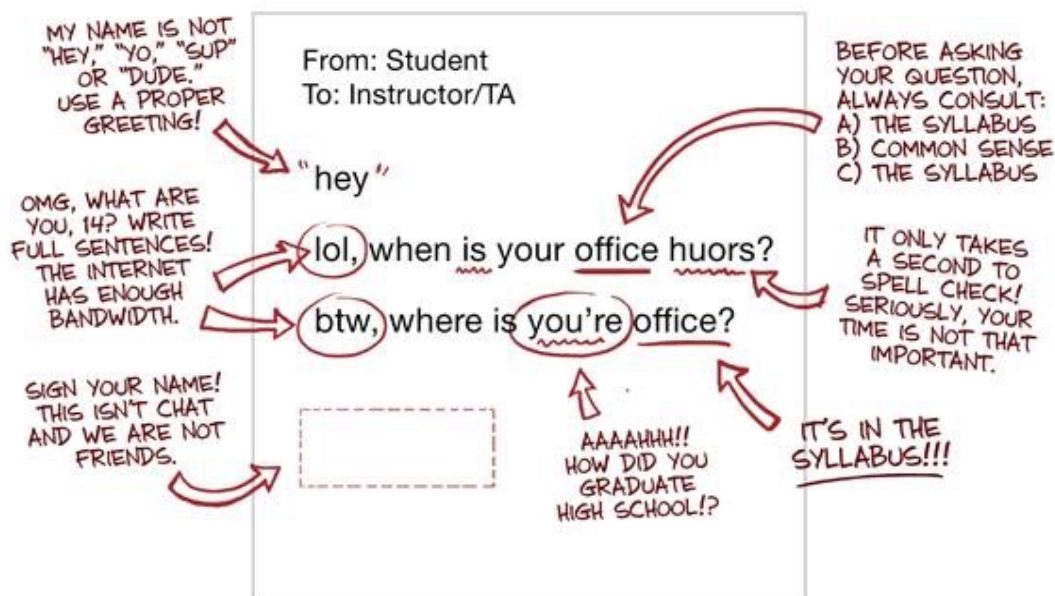 MY NAME IS NOT
"HEY," "YO," "SUP"
OR "DUDE."
USE A PROPER
GREETING!
OMG, WHAT ARE
YOU, 14? WRITE
FULL SENTENCES!
THE INTERNET
HAS ENOUGH
BANDWIDTH.
SIGN YOUR NAME!
THIS ISN'T CHAT
AND WE ARE NOT
FRIENDS.
From: Student
To: Instructor/TA
"hey"
lol, when is your office huors?
btw, where is you're office?
AAAAHHH!!
HOW DID YOU
GRADUATE
HIGH SCHOOL!?
BEFORE ASKING
YOUR QUESTION,
ALWAYS CONSULT:
A) THE SYLLABUS
B) COMMON SENSE
C) THE SYLLABUS
IT ONLY TAKES
A SECOND TO
SPELL CHECK!
SERIOUSLY, YOUR
TIME IS NOT THAT
IMPORTANT.
IT'S IN THE
SYLLABUS!!!